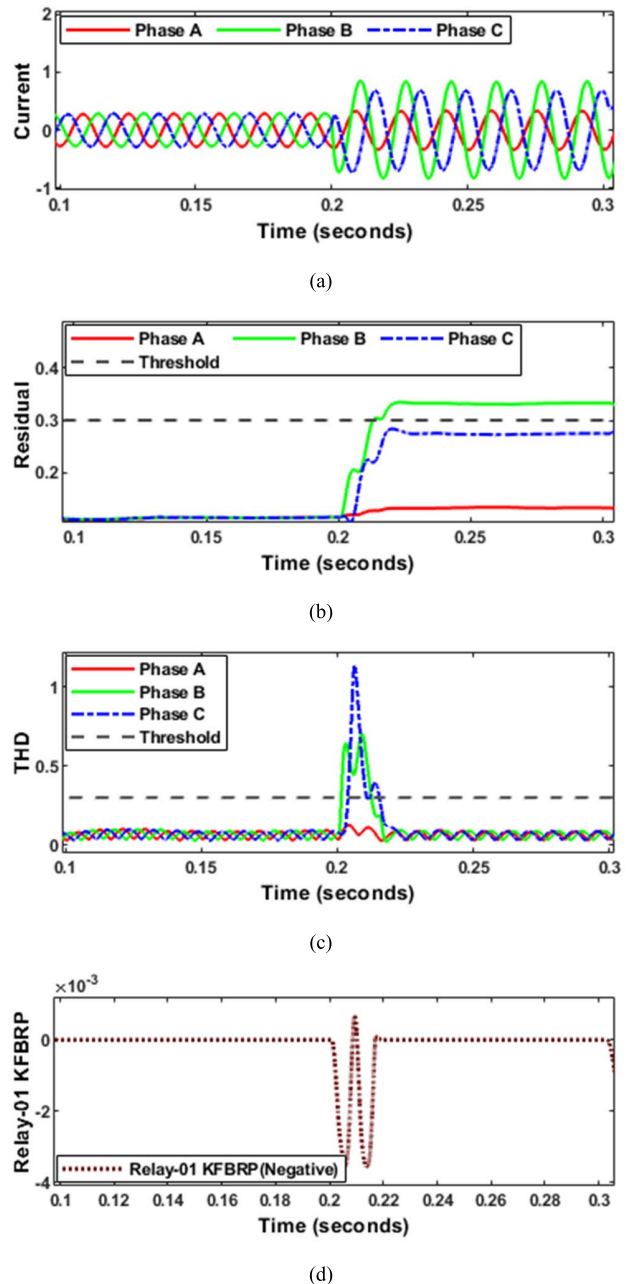 2
Phase A Phase B Phase C
1
0
-1
Current
0.1 0.15 0.2 0.25 0.3
Time (seconds)
(a)
Phase A Phase B Phase C
Threshold
0.4
0.3
0.2
Residual
0.1 0.15 0.2 0.25 0.3
Time (seconds)
(b)
Phase A
Phase B
Phase C
Threshold
1
0.5
0
THD
0.1 0.15 0.2 0.25 0.3
Time (seconds)
(c)
×10-3
0
-2
-4
Relay-01 KFBRP
Relay-01 KFBRP(Negative)
0.1 0.12 0.14 0.16 0.18 0.2 0.22 0.24 0.26 0.28 0.3
Time (seconds)
(d)